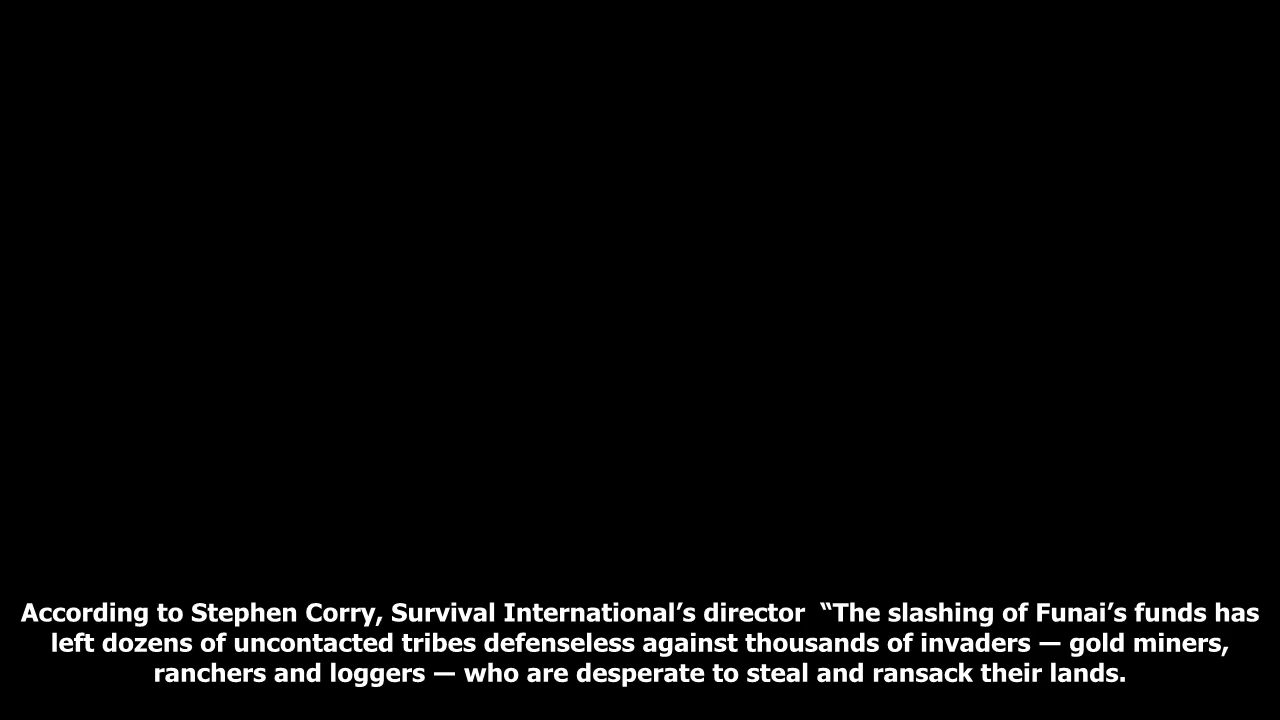 According to Stephen Corry, Survival International’s director  “The slashing of Funai’s funds has
left dozens of uncontacted tribes defenseless against thousands of invaders — gold miners,
ranchers and loggers — who are desperate to steal and ransack their lands.